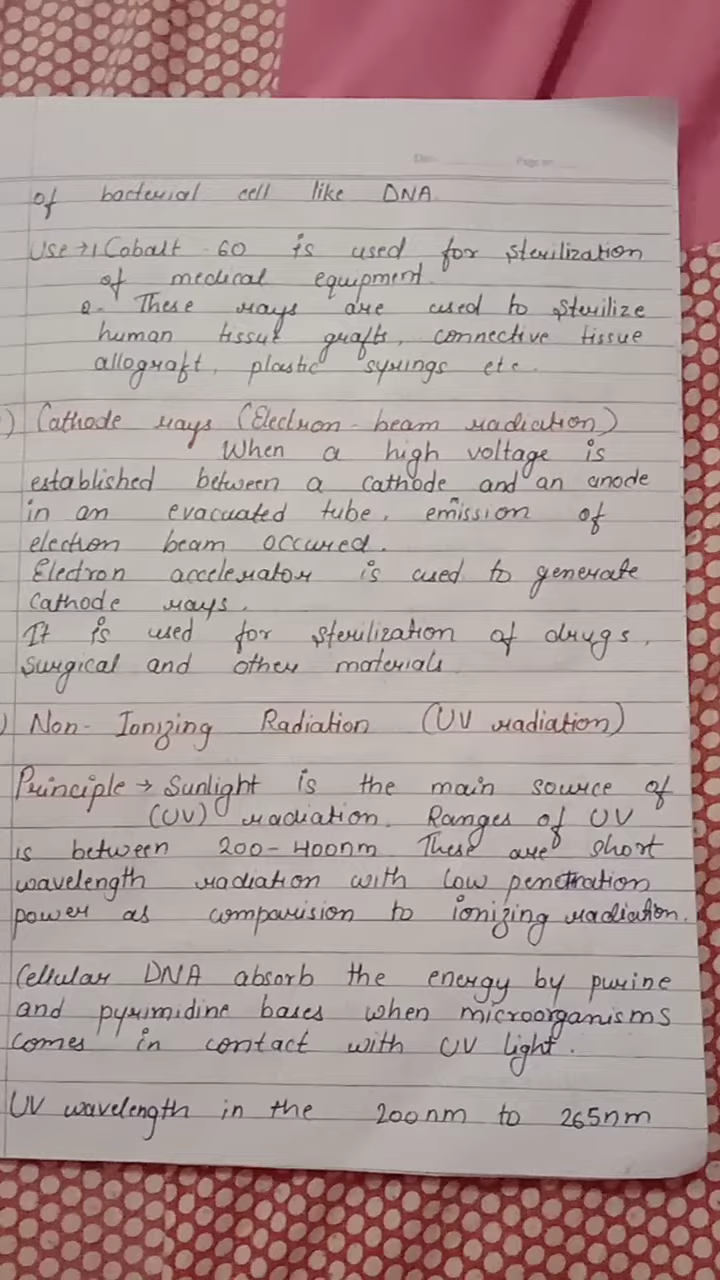 Page no
of bacterial cell like DNA.
Use → 1 Cobalt 60 is used for sterilization
of medical equipment.
2. These rays are used to sterilize
human tissue grafts, connective tissue
allograft, plastic syrings etc.
) Cathode rays (Electron-beam radiation)
When a high voltage is
established between a cathode and an anode
in an evacuated tube, emission of
electron beam occured.
Electron accelerator is used to generate
Cathode rays.
It is used for sterilization of drugs,
Surgical and other materials
) Non-Ionizing Radiation (UV radiation)
Principle → Sunlight is the main source of
(UV) radiation. Ranges of UV
is between 200-400nm. These are short
wavelength radiation with low penetration
power as comparision to ionizing radiation.
Cellular DNA absorb the energy by purine
and pyrimidine bases when microorganisms
comes in contact with UV light.
UV wavelength in the 200nm to 265nm